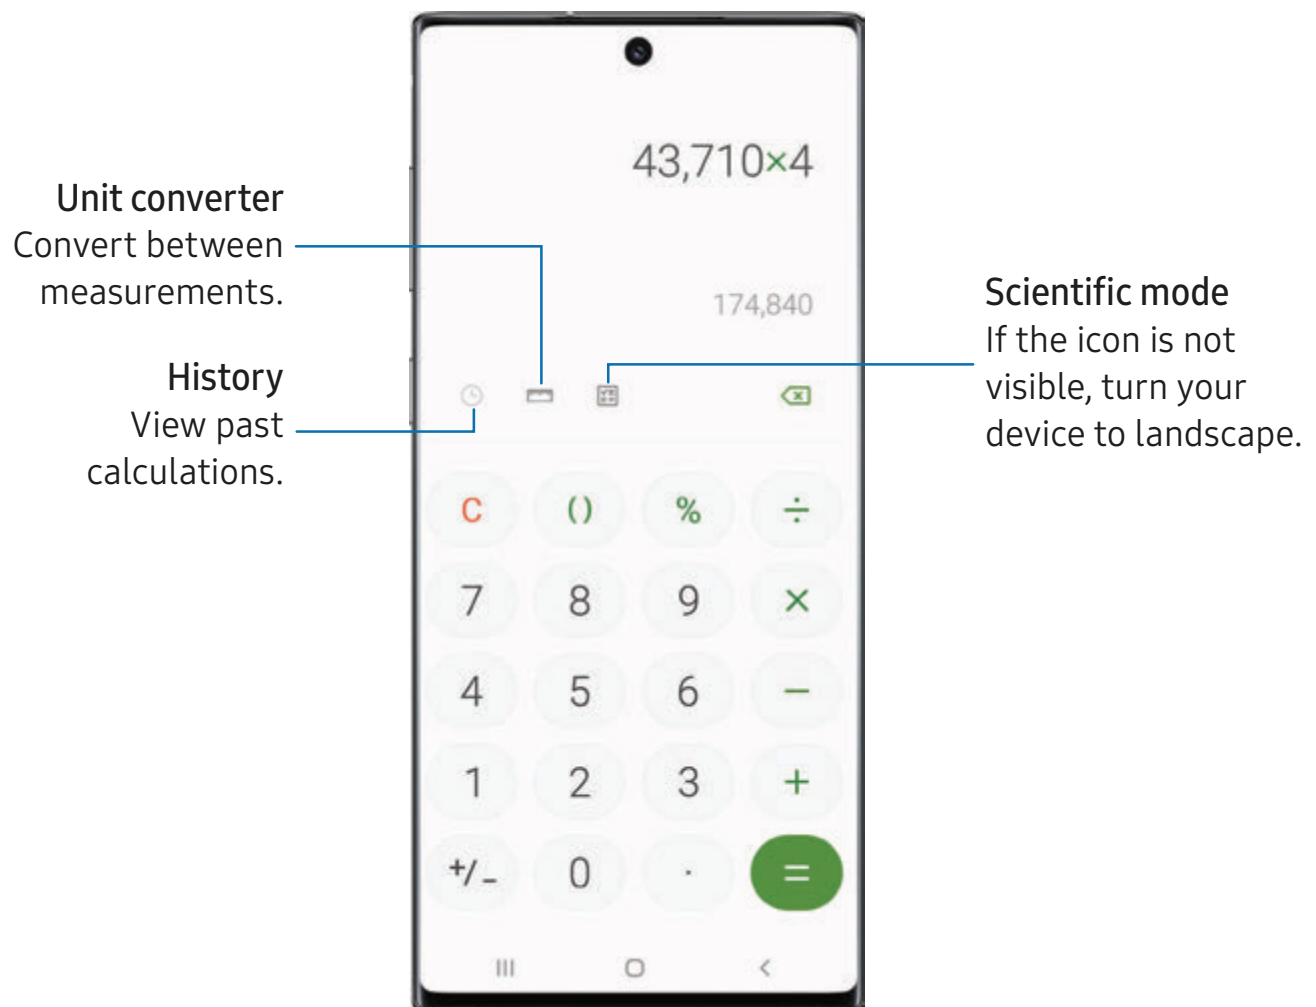 43,710×4
174,840
Unit converter
Convert between
measurements.
History
View past
calculations.
Scientific mode
If the icon is not
visible, turn your
device to landscape.
C () % ÷
7 8 9 ×
4 5 6 −
1 2 3 +
+/- 0 . =